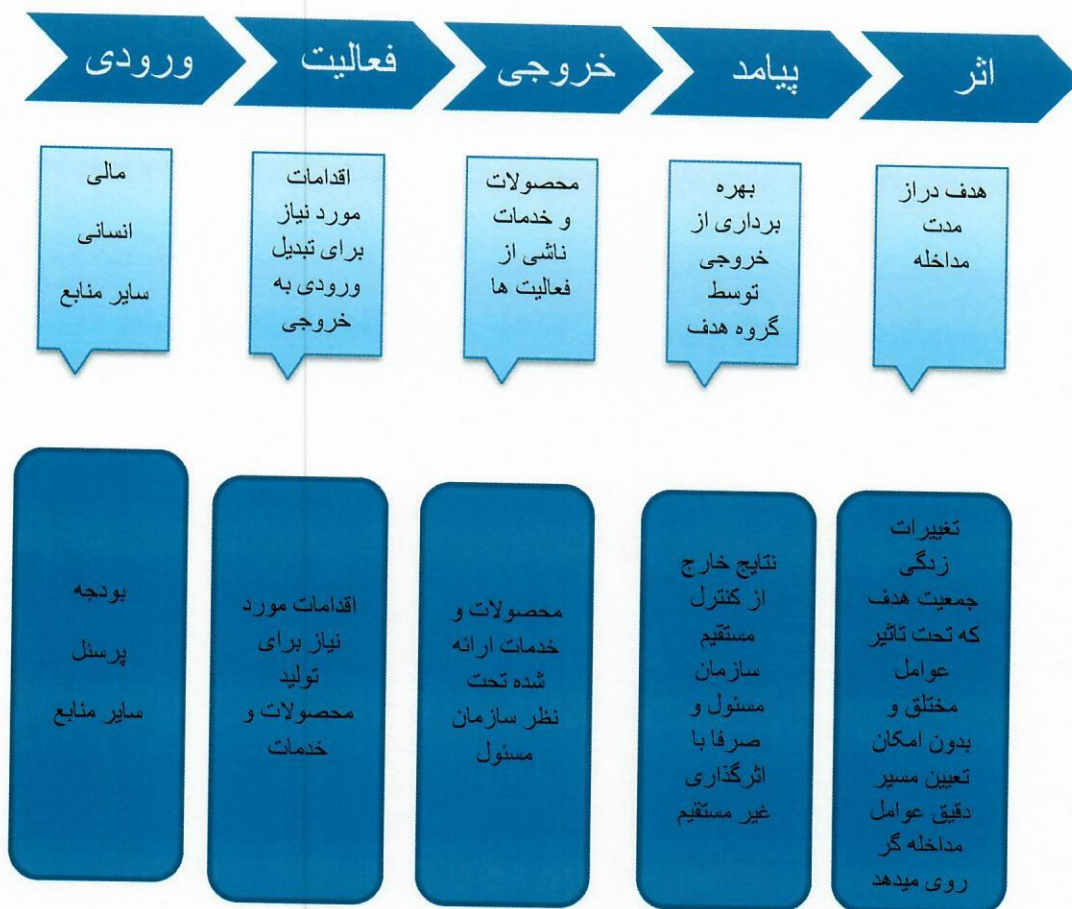 ورودی
فعالیت
خروجی
پیامد
اثر
مالی
انسانی
سایر منابع
اقدامات
مورد نیاز
برای تبدیل
ورودی به
خروجی
محصولات
و خدمات
ناشی از
فعالیت ها
بهره
برداری از
خروجی
توسط
گروه هدف
هدف دراز
مدت
مداخله
بودجه
پرسنل
سایر منابع
اقدامات مورد
نیاز برای
تولید
محصولات و
خدمات
محصولات و
خدمات ارائه
شده تحت
نظر سازمان
مسئول
نتایج خارج
از کنترل
مستقیم
سازمان
مسئول و
صرفا با
اثرگذاری
غیر مستقیم
تغییرات
زدگی
جمعیت هدف
که تحت تاثیر
عوامل
مختلق و
بدون امکان
تعیین مسیر
دقیق عوامل
مداخله گر
روی میدهد